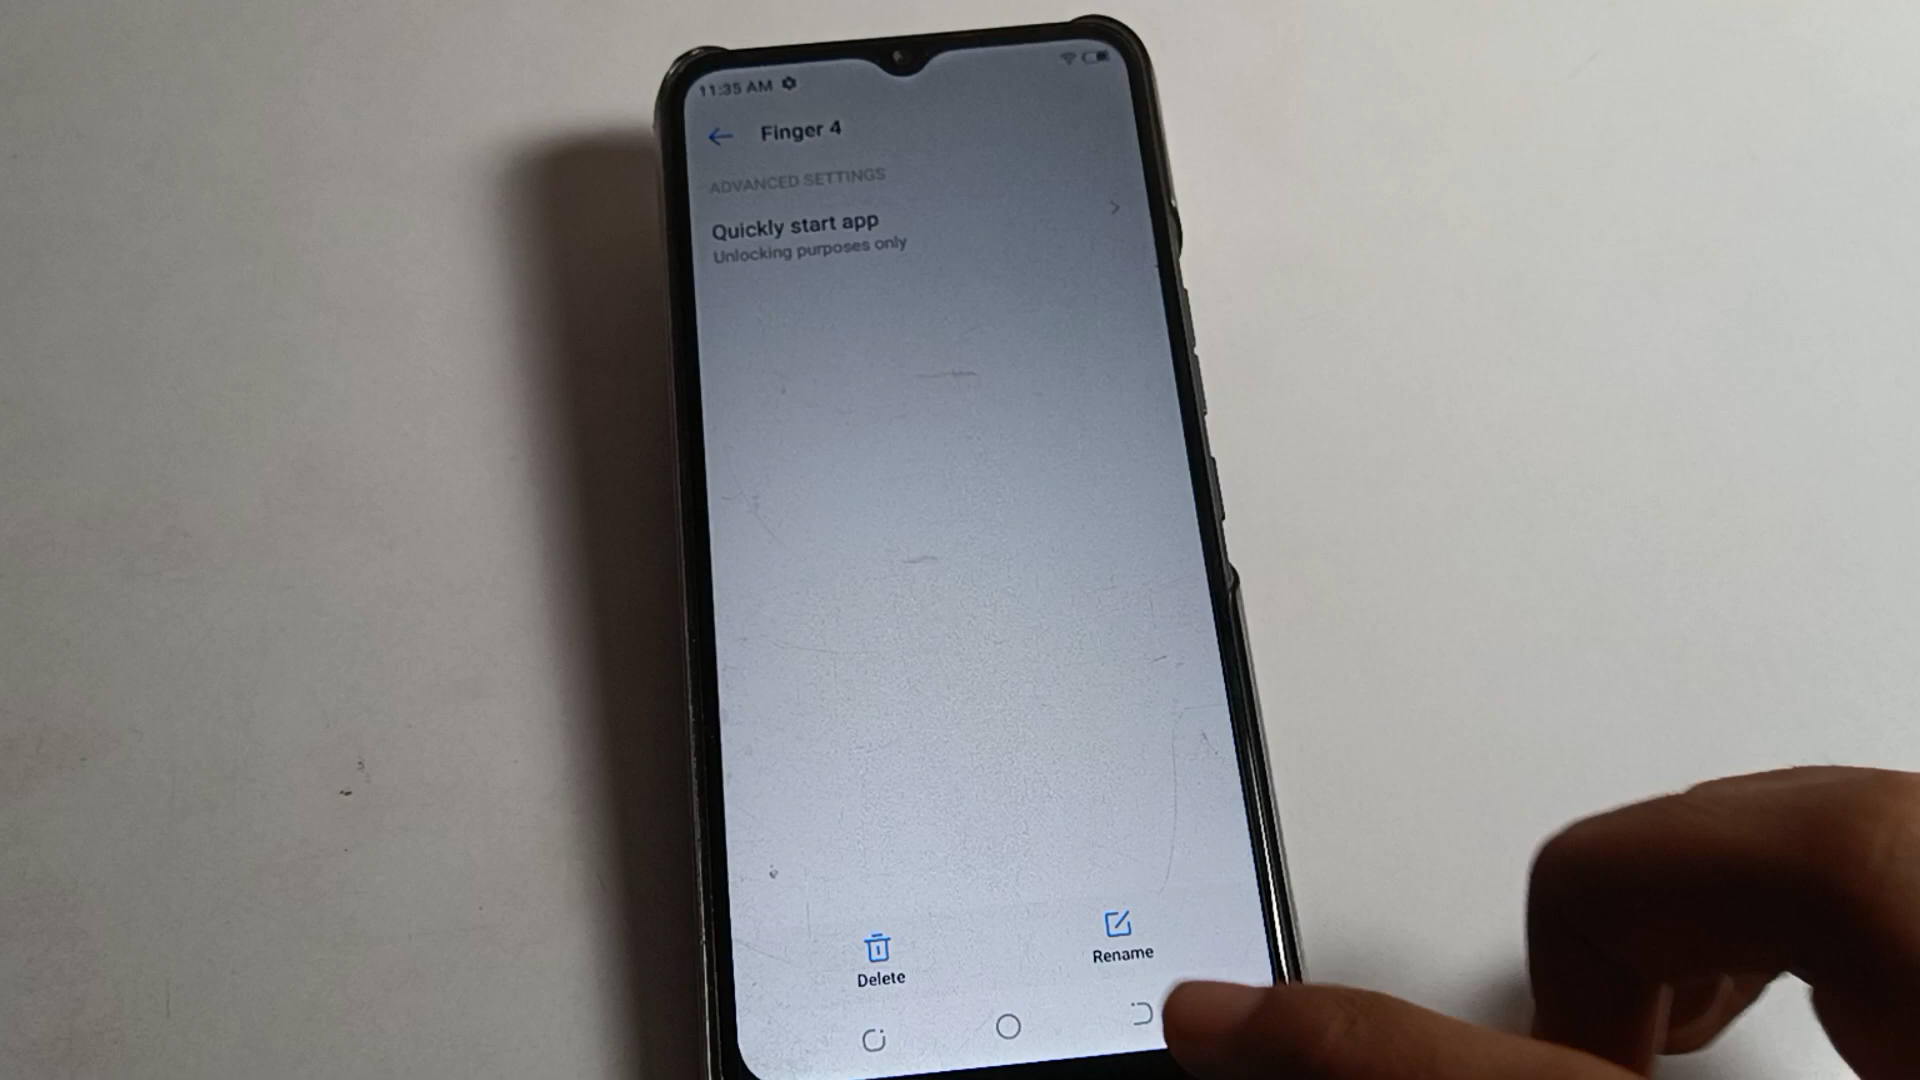 11:35 AM
Finger 4
ADVANCED SETTINGS
Quickly start app
Unlocking purposes only
Delete
Rename